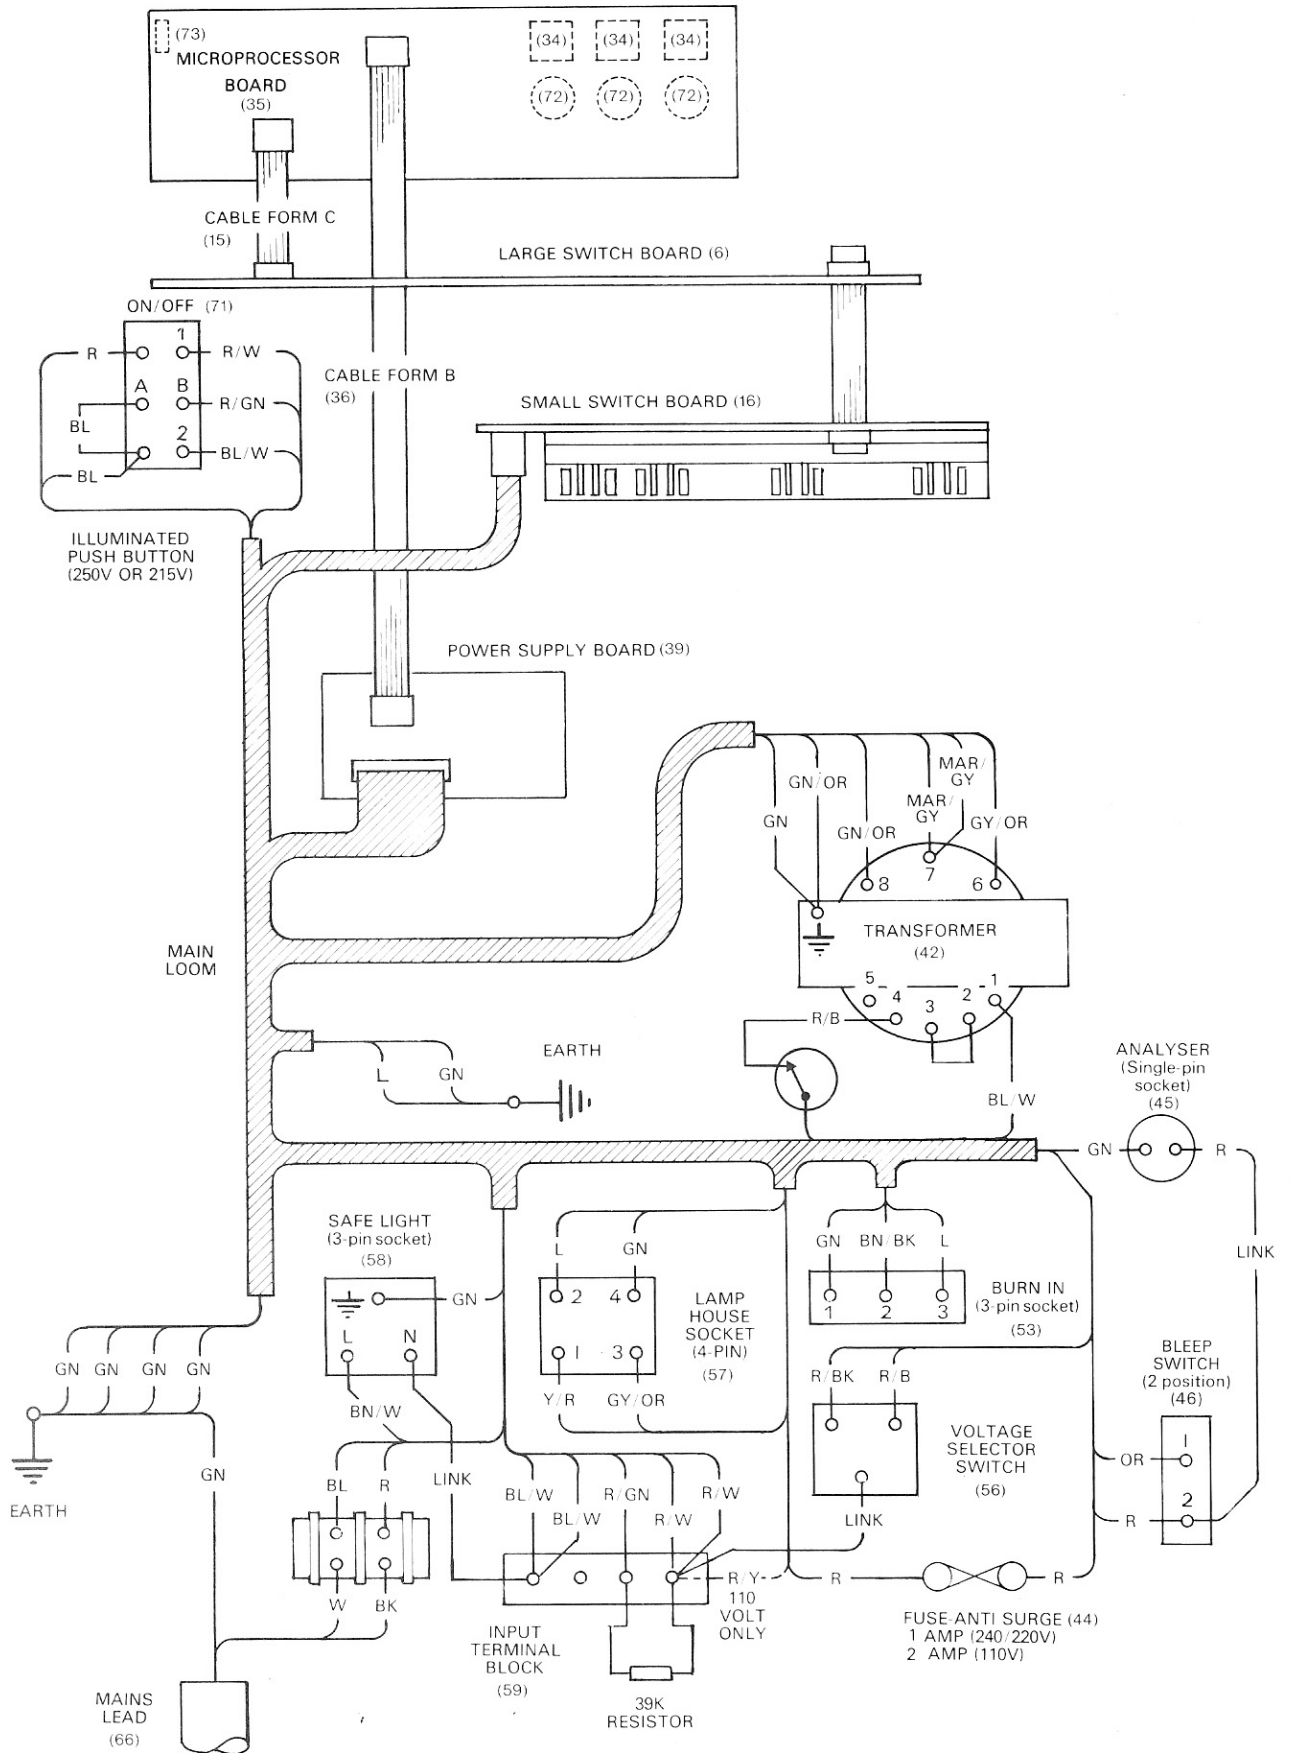 (73)
MICROPROCESSOR
BOARD
(35)
(34) (34) (34)
(72) (72) (72)
CABLE FORM C
(15)
LARGE SWITCH BOARD (6)
ON/OFF (71)
1
R
R/W
A B
R/GN
BL
2
BL/W
BL
CABLE FORM B
(36)
SMALL SWITCH BOARD (16)
ILLUMINATED
PUSH BUTTON
(250V OR 215V)
POWER SUPPLY BOARD (39)
MAR/
GY
GN/OR
MAR/
GY
GN
GN/OR
GY/OR
8 7 6
TRANSFORMER
(42)
MAIN
LOOM
5 4 3 2 1
R/B
BL/W
EARTH
L
GN
ANALYSER
(Single-pin
socket)
(45)
GN
R
LINK
SAFE LIGHT
(3-pin socket)
(58)
GN
L N
BN/W
L
GN
2 4
1 3
Y/R
GY/OR
LAMP
HOUSE
SOCKET
(4-PIN)
(57)
GN
BN/BK
L
1 2 3
BURN IN
(3-pin socket)
(53)
R/BK
R/B
VOLTAGE
SELECTOR
SWITCH
(56)
LINK
BLEEP
SWITCH
(2 position)
(46)
1
OR
2
R
GN GN GN GN
GN
EARTH
BL
R
LINK
BL/W
BL/W
R/GN
R/W
R/W
W
BK
R/Y
110
VOLT
ONLY
R
R
FUSE-ANTI SURGE (44)
1 AMP (240/220V)
2 AMP (110V)
INPUT
TERMINAL
BLOCK
(59)
39K
RESISTOR
MAINS
LEAD
(66)